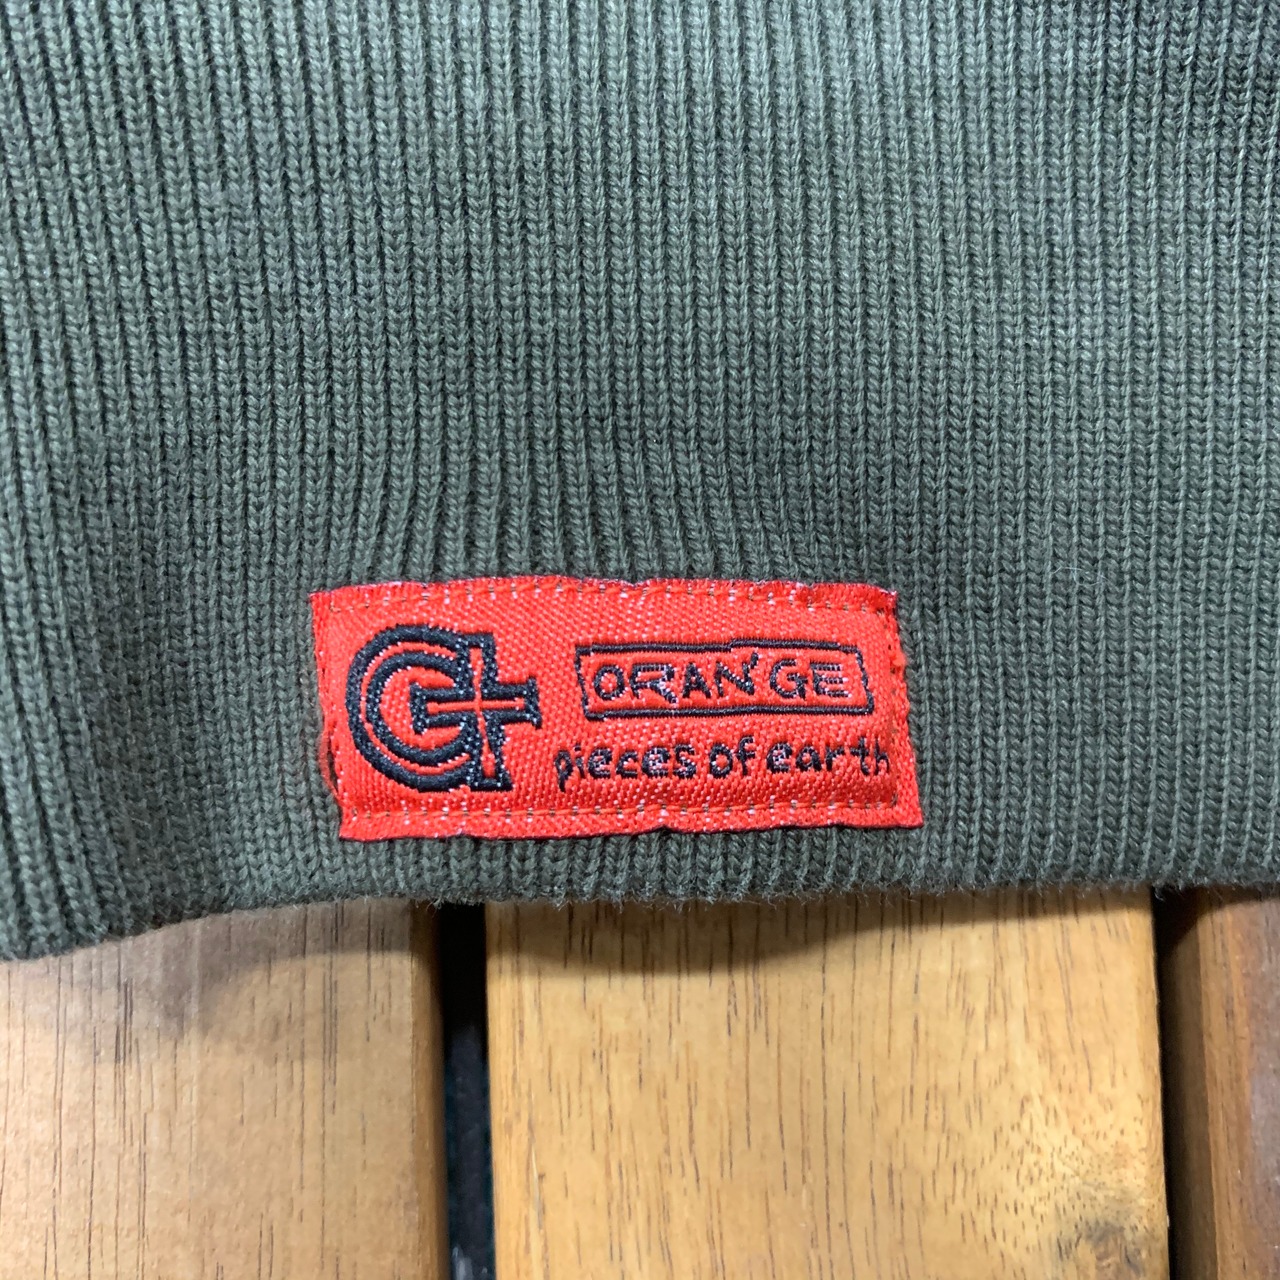 G+
ORAN'GE
pieces of earth